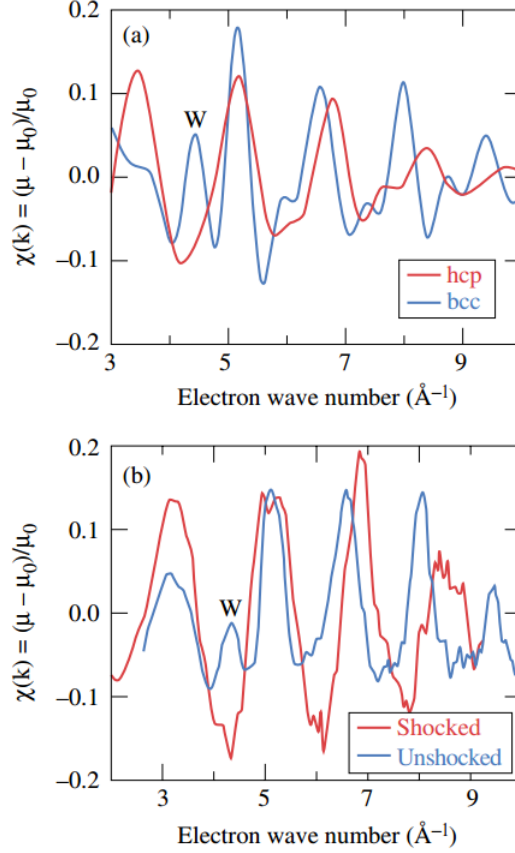 (a)
W
χ(k) = (μ − μ₀)/μ₀
0.2
0.1
0.0
−0.1
−0.2
hcp
bcc
3 5 7 9
Electron wave number (Å⁻¹)
(b)
W
χ(k) = (μ − μ₀)/μ₀
0.2
0.1
0.0
−0.1
−0.2
Shocked
Unshocked
3 5 7 9
Electron wave number (Å⁻¹)